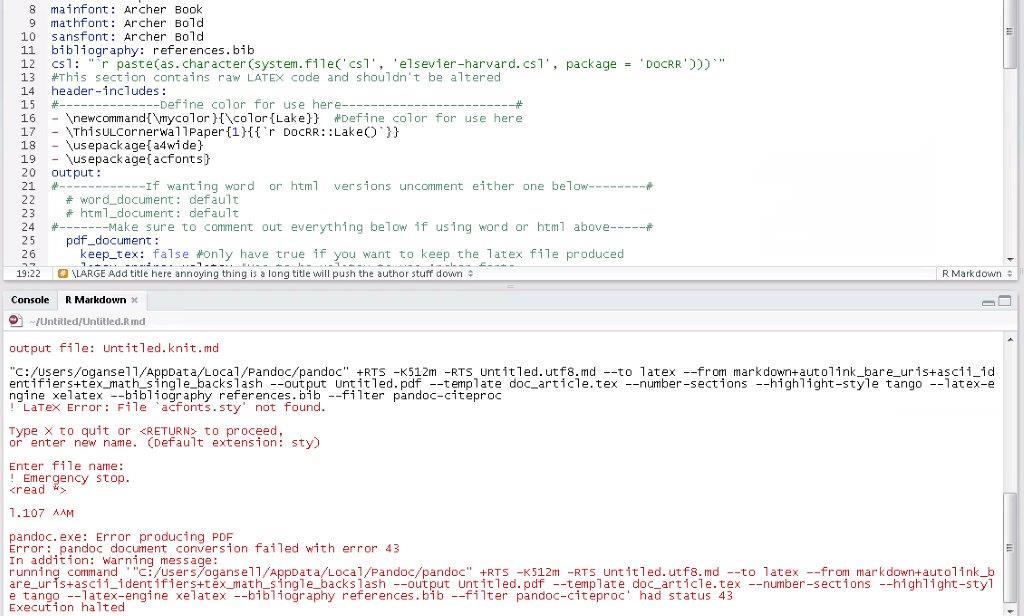 8 mainfont: Archer Book
9 mathfont: Archer Bold
10 sansfont: Archer Bold
11 bibliography: references.bib
12 csl: "`r paste(as.character(system.file('csl', 'elsevier-harvard.csl', package = 'DocRR')))`"
13 #This section contains raw LATEX code and shouldn't be altered
14 header-includes:
15 #--------------Define color for use here------------------------#
16 - \newcommand{\mycolor}{\color{Lake}} #Define color for use here
17 - \ThisULCornerWallPaper{1}{{`r DocRR::Lake()`}}
18 - \usepackage{a4wide}
19 - \usepackage{acfonts}
20 output:
21 #------------If wanting word or html versions uncomment either one below--------#
22 # word_document: default
23 # html_document: default
24 #-------Make sure to comment out everything below if using word or html above-----#
25 pdf_document:
26 keep_tex: false #Only have true if you want to keep the latex file produced
19:22 \LARGE Add title here annoying thing is a long title will push the author stuff down R Markdown
Console R Markdown
~/Untitled/Untitled.Rmd
output file: Untitled.knit.md
"C:/Users/ogansell/AppData/Local/Pandoc/pandoc" +RTS -K512m -RTS Untitled.utf8.md --to latex --from markdown+autolink_bare_uris+ascii_id
entifiers+tex_math_single_backslash --output Untitled.pdf --template doc_article.tex --number-sections --highlight-style tango --latex-e
ngine xelatex --bibliography references.bib --filter pandoc-citeproc
! LaTeX Error: File `acfonts.sty' not found.
Type X to quit or <RETURN> to proceed,
or enter new name. (Default extension: sty)
Enter file name:
! Emergency stop.
<read *>
l.107 ^^M
pandoc.exe: Error producing PDF
Error: pandoc document conversion failed with error 43
In addition: Warning message:
running command '"C:/Users/ogansell/AppData/Local/Pandoc/pandoc" +RTS -K512m -RTS Untitled.utf8.md --to latex --from markdown+autolink_b
are_uris+ascii_identifiers+tex_math_single_backslash --output Untitled.pdf --template doc_article.tex --number-sections --highlight-styl
e tango --latex-engine xelatex --bibliography references.bib --filter pandoc-citeproc' had status 43
Execution halted